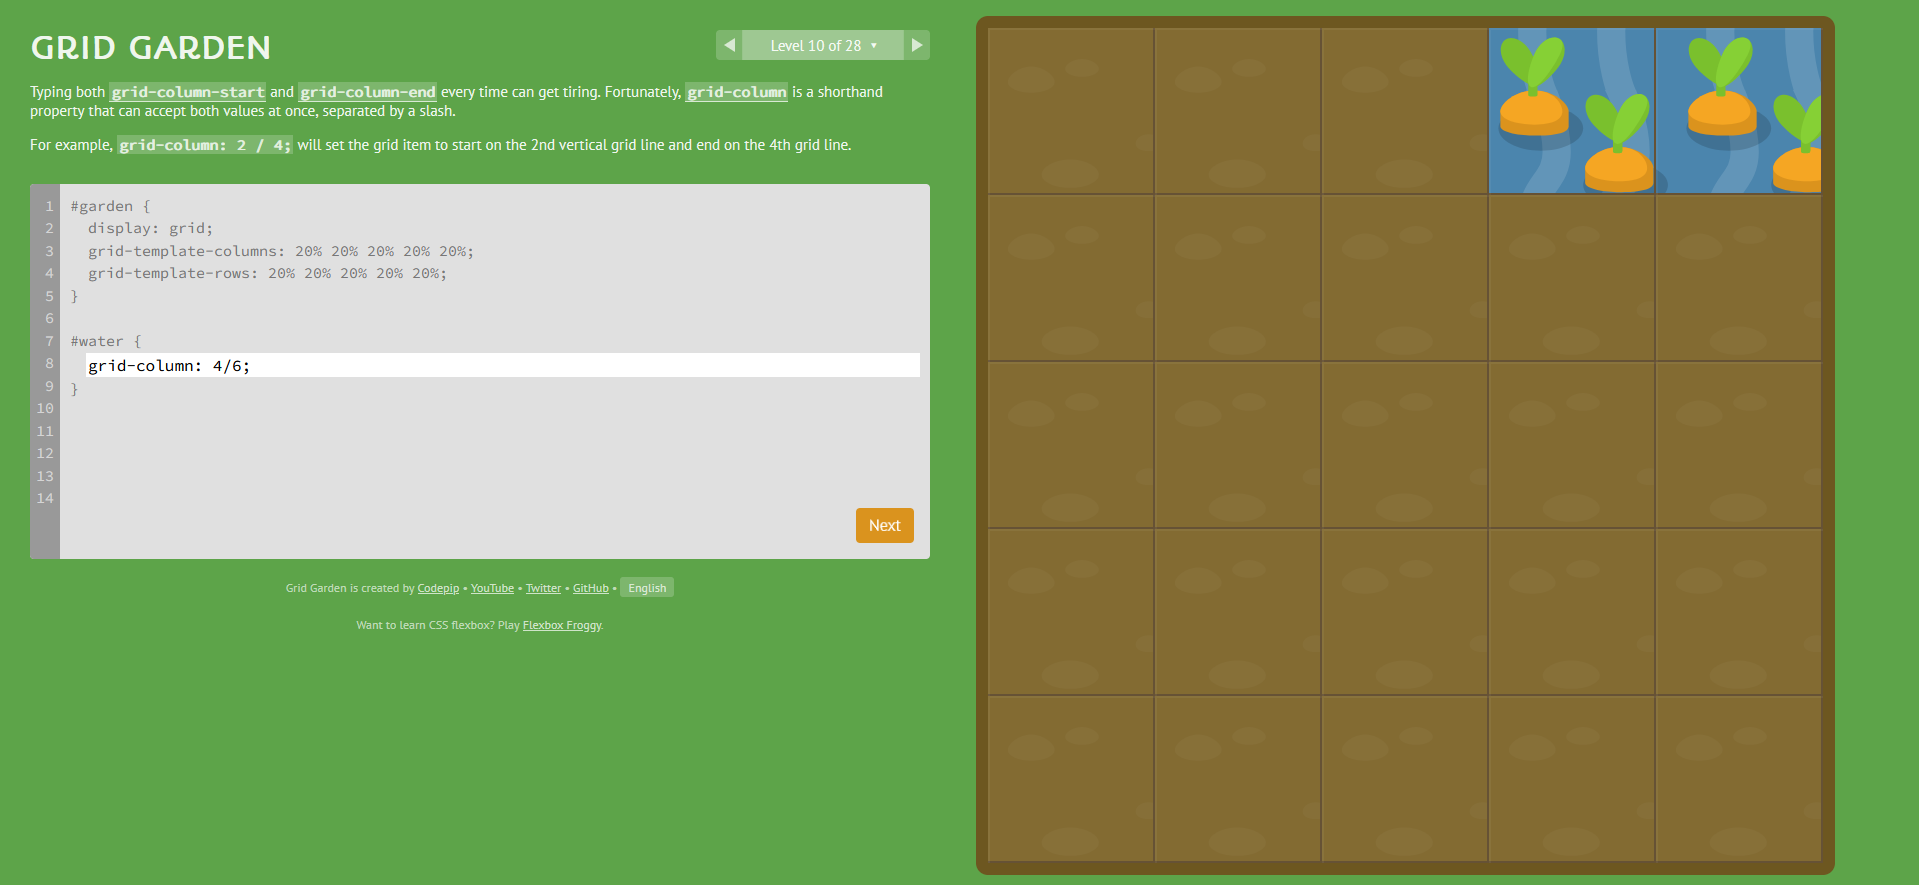 GRID GARDEN
◀ Level 10 of 28 ▾ ▶
Typing both grid-column-start and grid-column-end every time can get tiring. Fortunately, grid-column is a shorthand
property that can accept both values at once, separated by a slash.
For example, grid-column: 2 / 4; will set the grid item to start on the 2nd vertical grid line and end on the 4th grid line.
1 #garden {
2   display: grid;
3   grid-template-columns: 20% 20% 20% 20% 20%;
4   grid-template-rows: 20% 20% 20% 20% 20%;
5 }
6
7 #water {
8   grid-column: 4/6;
9 }
10
11
12
13
14
Next
Grid Garden is created by Codepip • YouTube • Twitter • GitHub • English
Want to learn CSS flexbox? Play Flexbox Froggy.